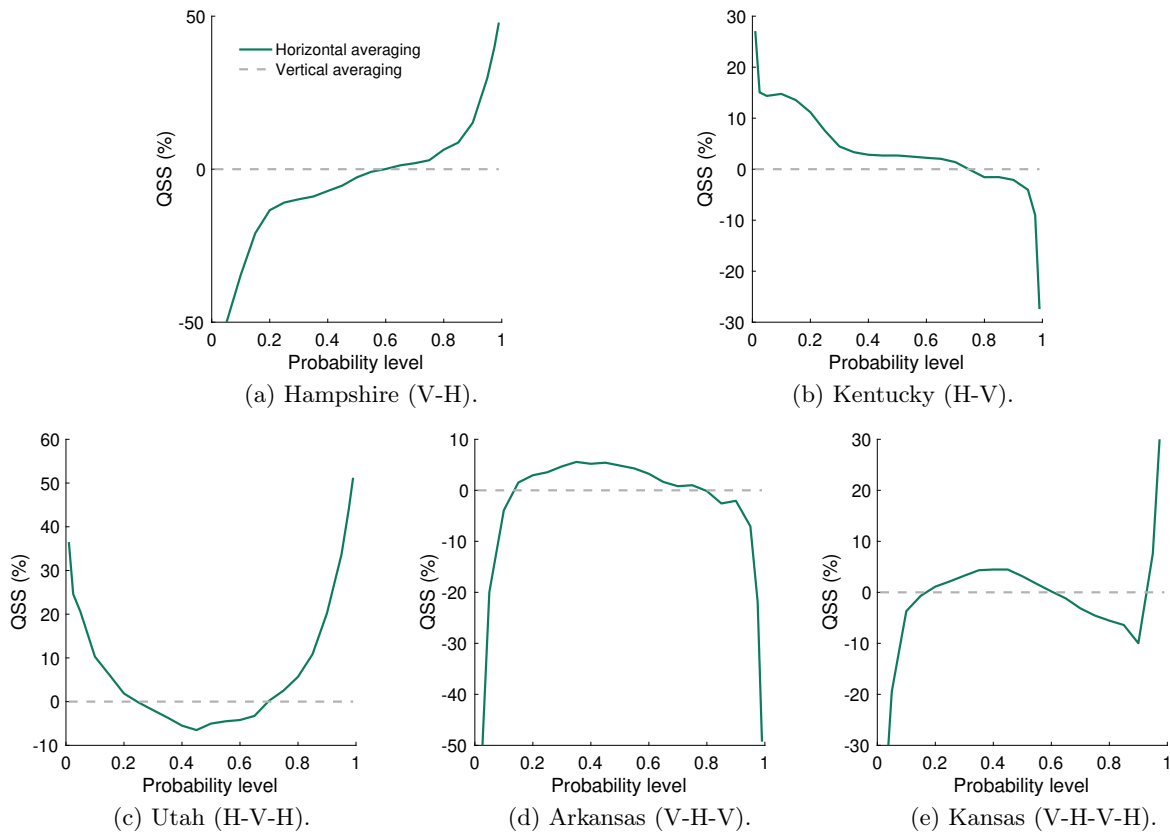 50
Horizontal averaging
Vertical averaging
QSS (%)
0
-50
0 0.2 0.4 0.6 0.8 1
Probability level
(a) Hampshire (V-H).
30
20
10
QSS (%)
0
-10
-20
-30
0 0.2 0.4 0.6 0.8 1
Probability level
(b) Kentucky (H-V).
60
50
40
30
QSS (%)
20
10
0
-10
0 0.2 0.4 0.6 0.8 1
Probability level
(c) Utah (H-V-H).
10
0
-10
QSS (%)
-20
-30
-40
-50
0 0.2 0.4 0.6 0.8 1
Probability level
(d) Arkansas (V-H-V).
30
20
10
QSS (%)
0
-10
-20
-30
0 0.2 0.4 0.6 0.8 1
Probability level
(e) Kansas (V-H-V-H).